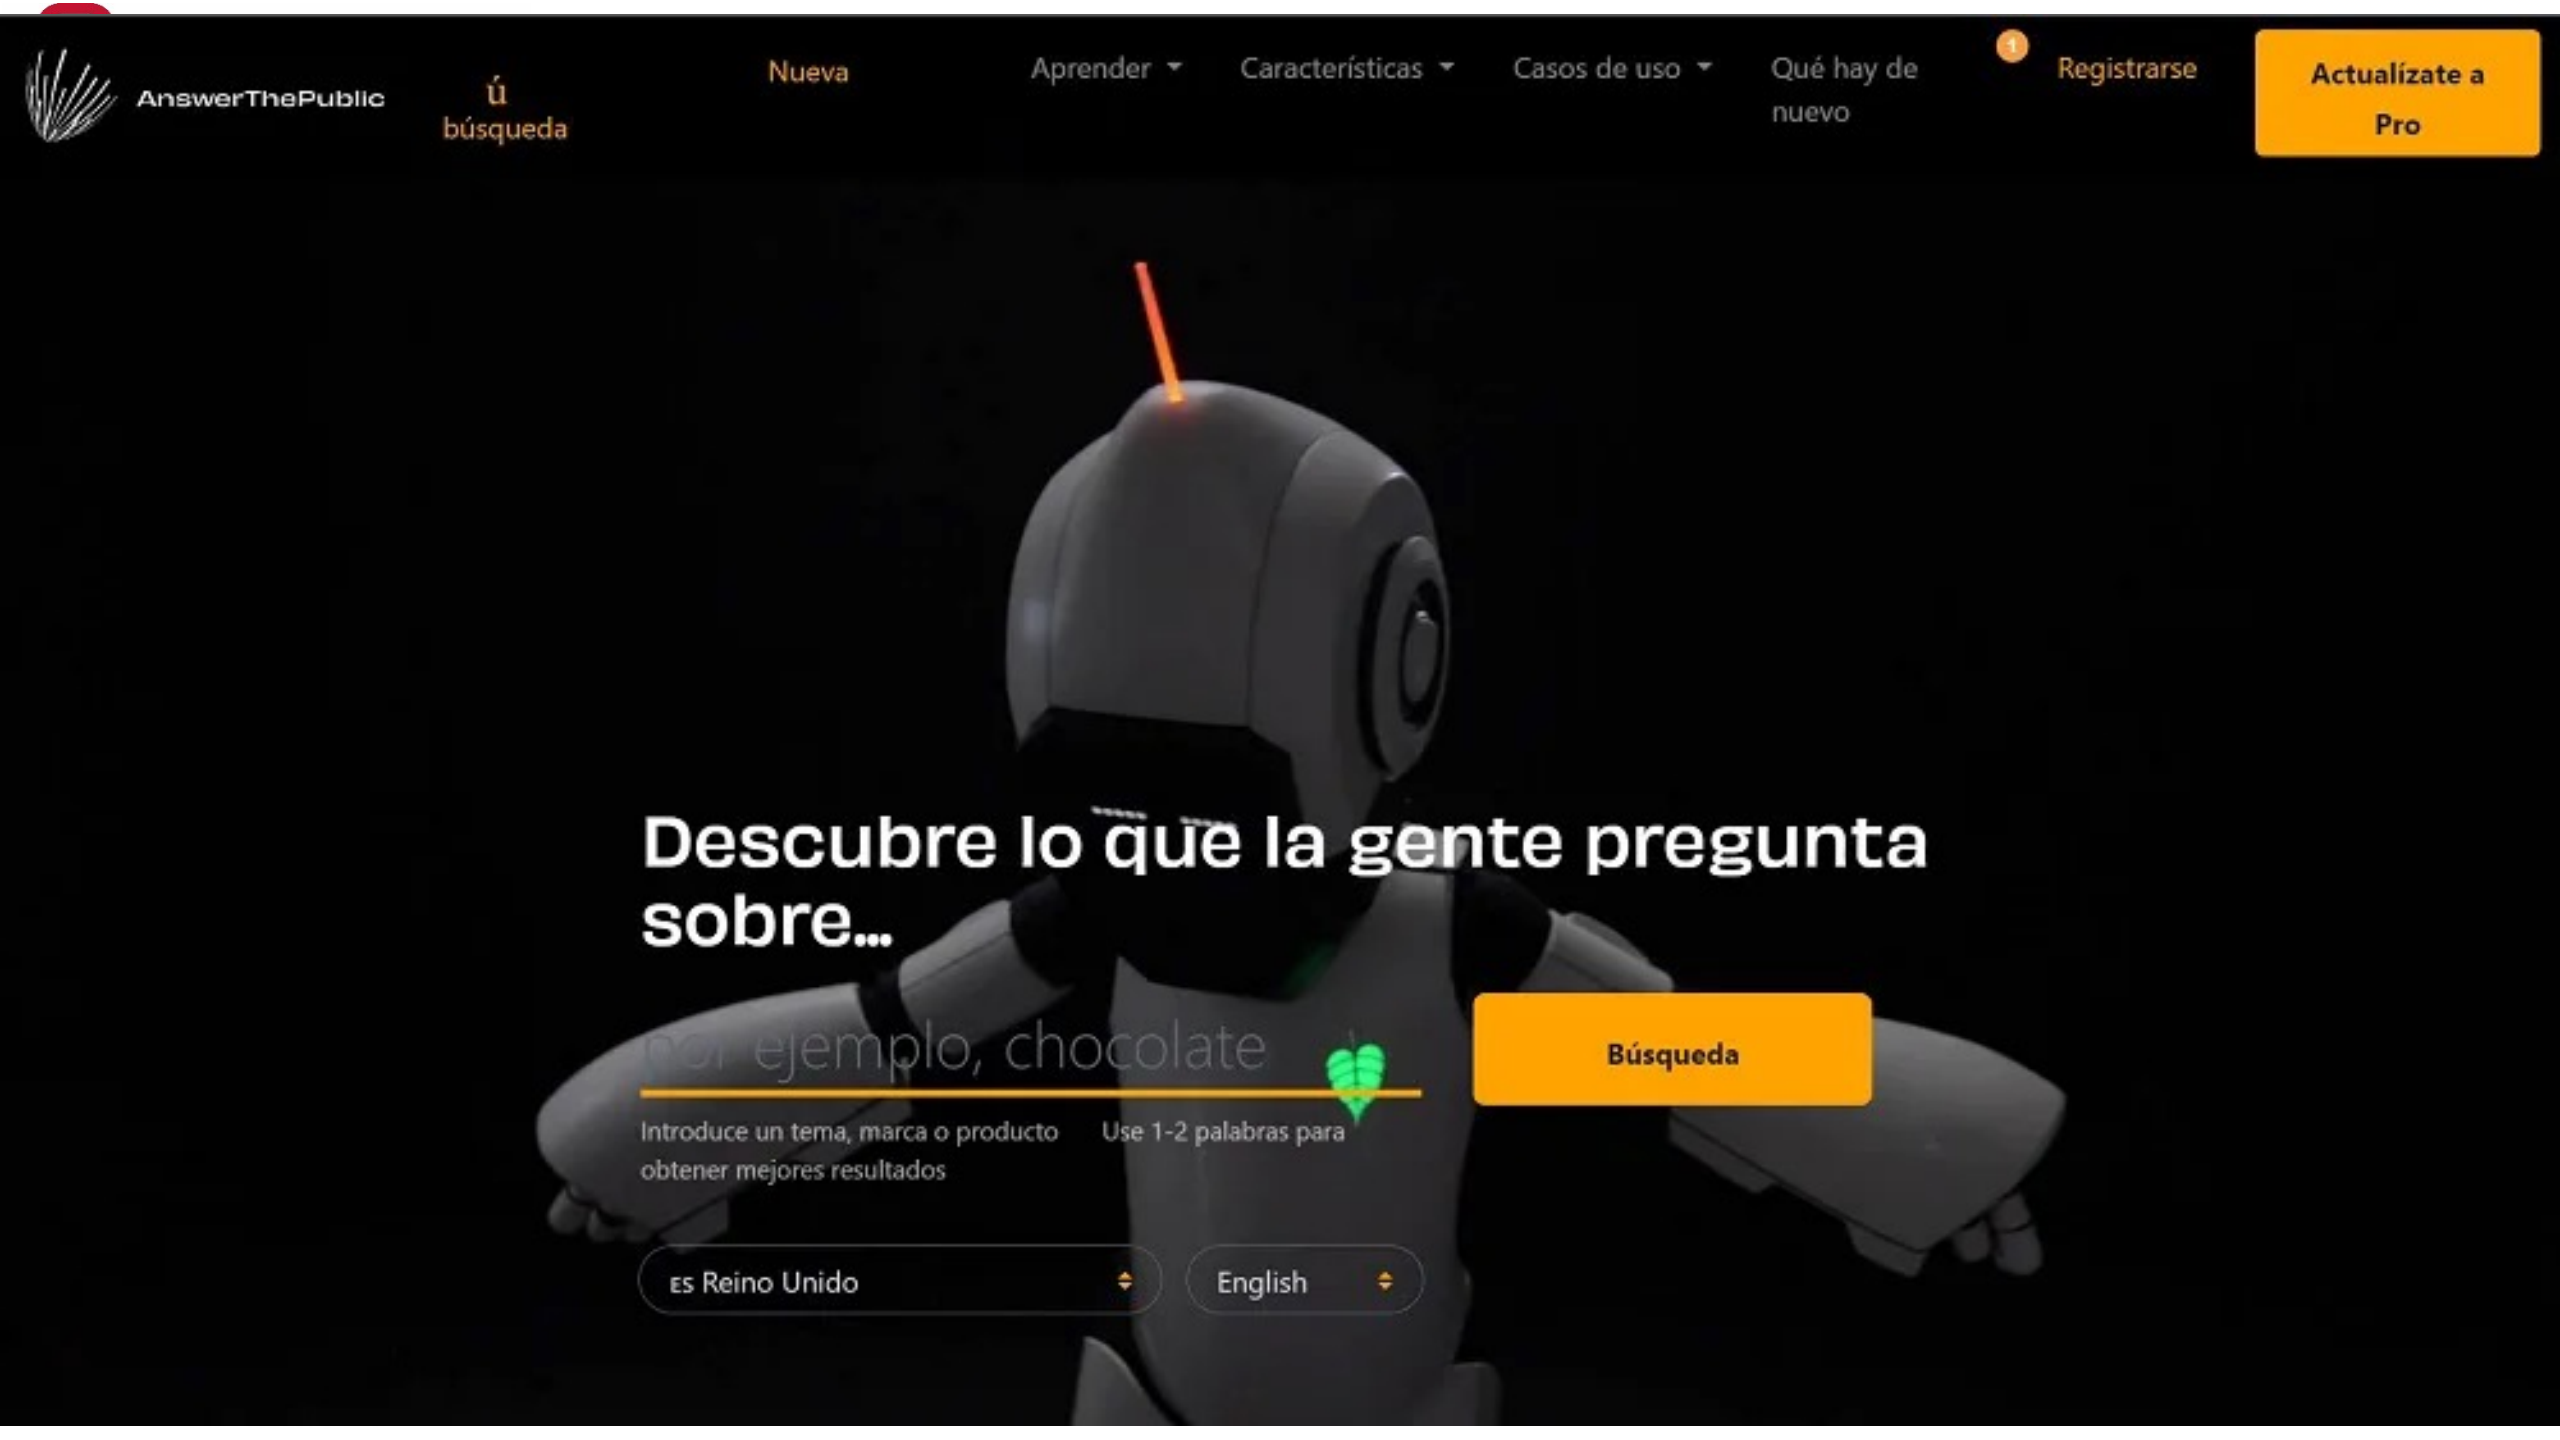 AnswerThePublic
ú
búsqueda
Nueva
Aprender
Características
Casos de uso
Qué hay de
nuevo
1
Registrarse
Actualízate a
Pro
Descubre lo que la gente pregunta
sobre...
por ejemplo, chocolate
Búsqueda
Introduce un tema, marca o producto Use 1-2 palabras para
obtener mejores resultados
ES Reino Unido
English